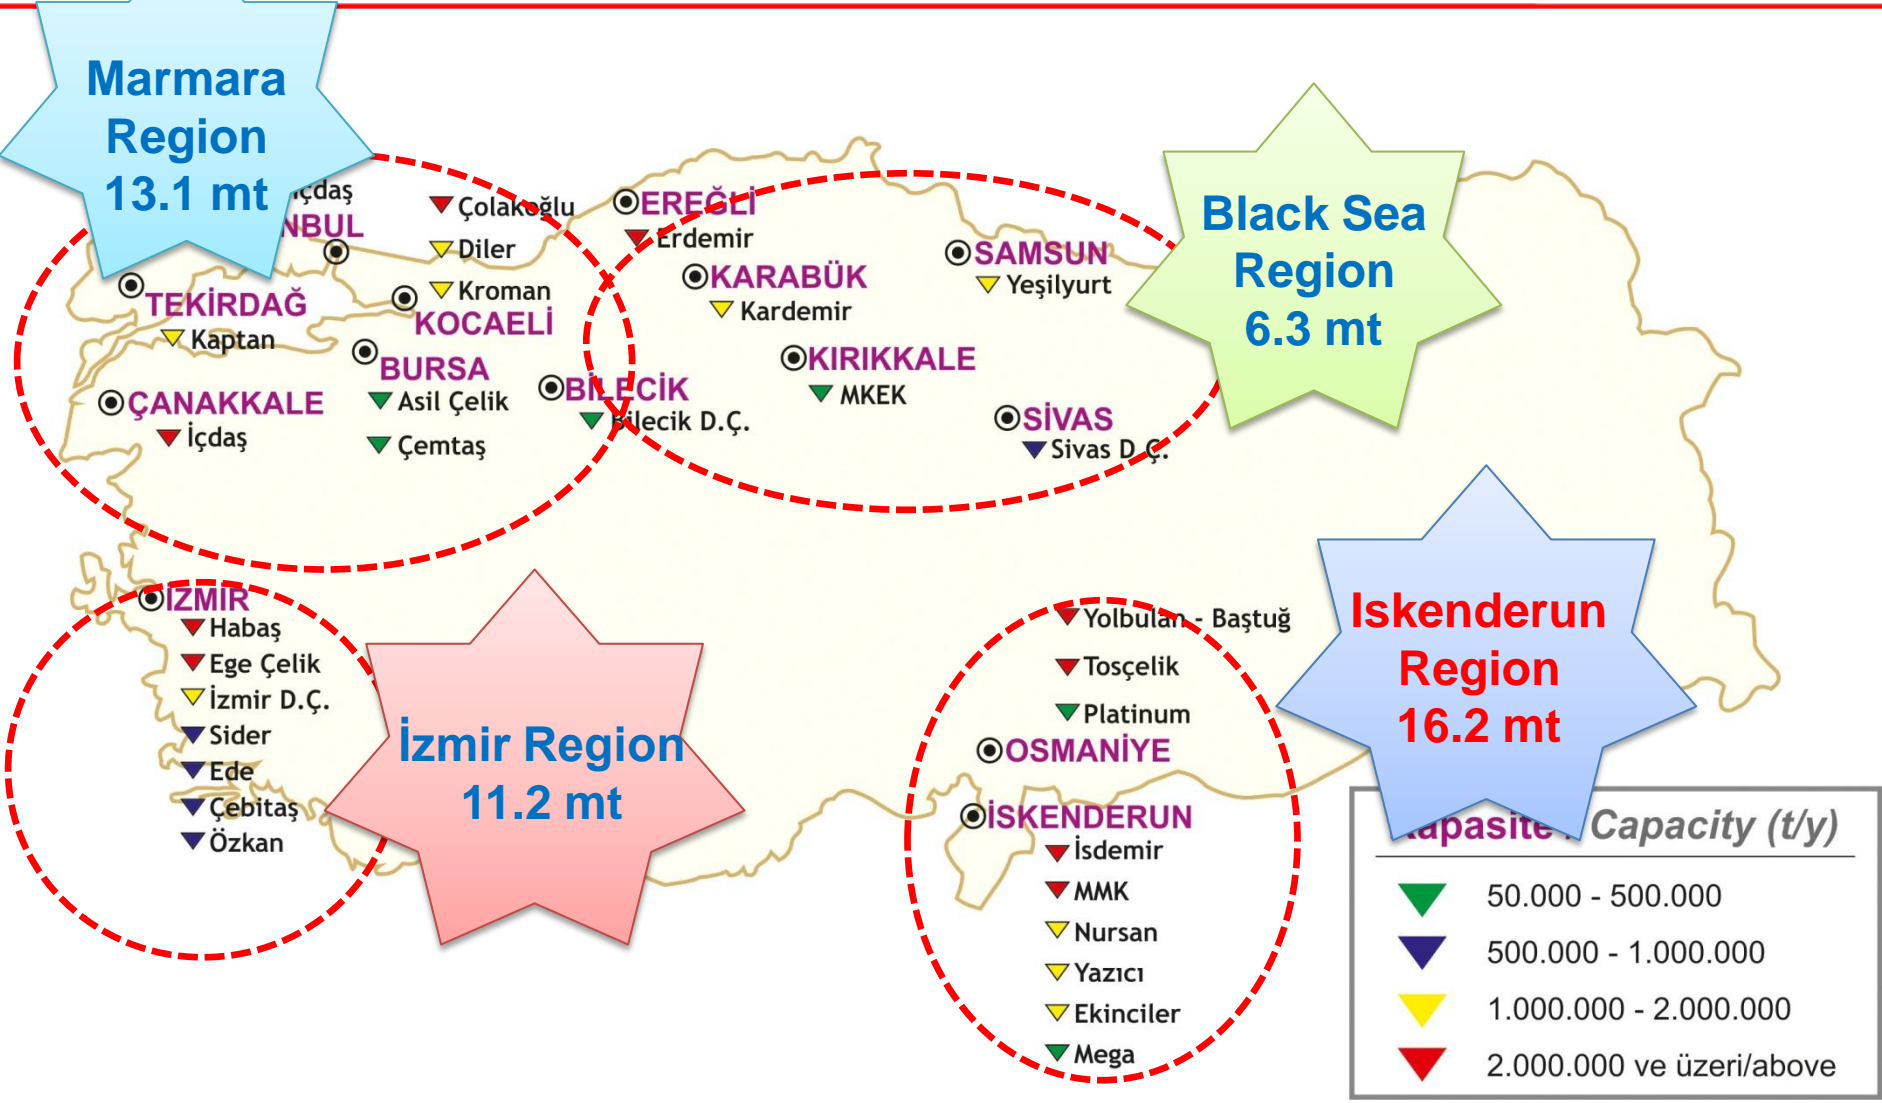 Marmara
Region
13.1 mt
İçdaş
NBUL
TEKİRDAĞ
Kaptan
Çolakoğlu
Diler
Kroman
KOCAELİ
BURSA
Asil Çelik
Çemtaş
ÇANAKKALE
İçdaş
BİLECİK
Bilecik D.Ç.
EREĞLİ
Erdemir
KARABÜK
Kardemir
SAMSUN
Yeşilyurt
KIRIKKALE
MKEK
SİVAS
Sivas D.Ç.
Black Sea
Region
6.3 mt
İZMİR
Habaş
Ege Çelik
İzmir D.Ç.
Sider
Ede
Çebitaş
Özkan
İzmir Region
11.2 mt
Yolbulan - Baştuğ
Tosçelik
Platinum
OSMANİYE
İSKENDERUN
İsdemir
MMK
Nursan
Yazıcı
Ekinciler
Mega
Iskenderun
Region
16.2 mt
Kapasite / Capacity (t/y)
50.000 - 500.000
500.000 - 1.000.000
1.000.000 - 2.000.000
2.000.000 ve üzeri/above